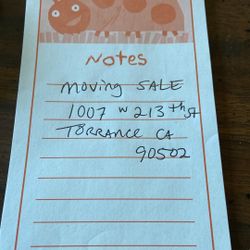 Notes
moving SALE
1007 W 213th St
TORRANCE CA
90502